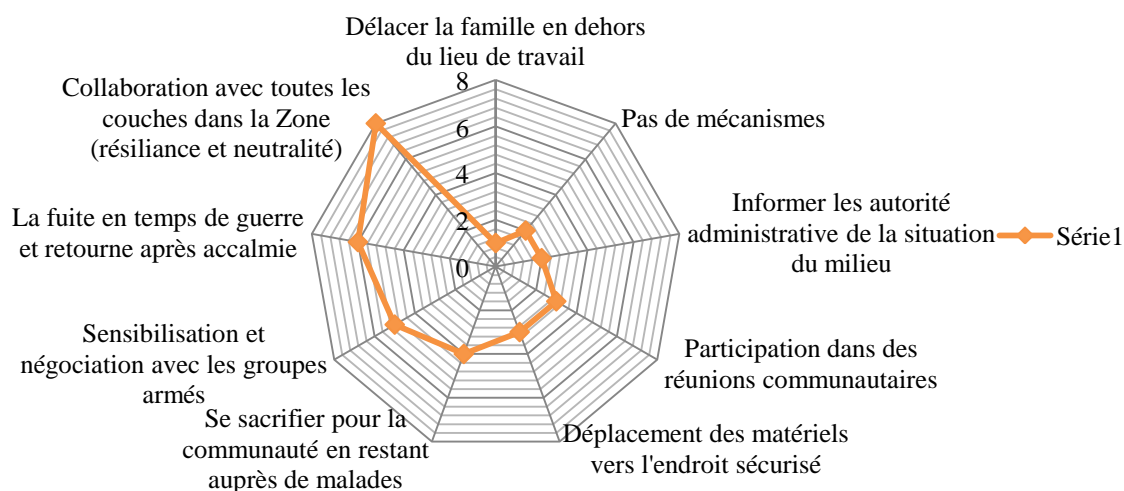 Délacer la famille en dehors
du lieu de travail
8
6
4
2
0
Pas de mécanismes
Informer les autorité
administrative de la situation
du milieu
Participation dans des
réunions communautaires
Déplacement des matériels
vers l'endroit sécurisé
Se sacrifier pour la
communauté en restant
auprès de malades
Sensibilisation et
négociation avec les groupes
armés
La fuite en temps de guerre
et retourne après accalmie
Collaboration avec toutes les
couches dans la Zone
(résiliance et neutralité)
Série1